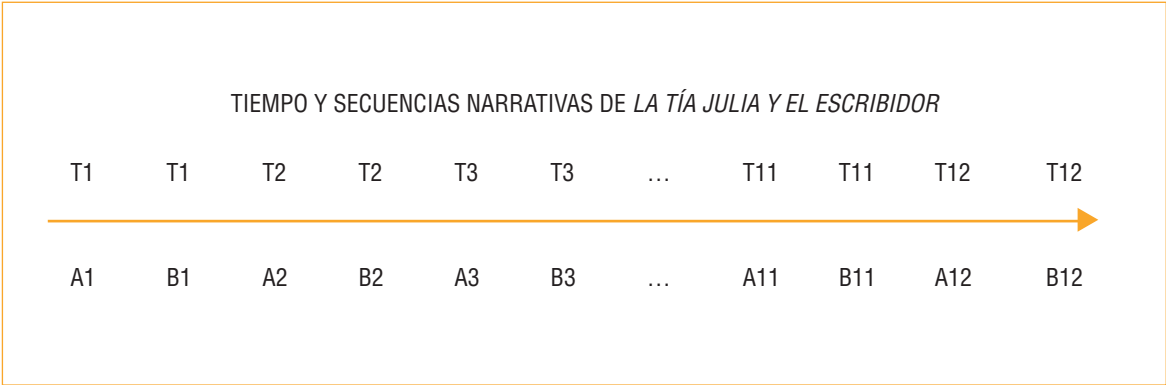 TIEMPO Y SECUENCIAS NARRATIVAS DE LA TÍA JULIA Y EL ESCRIBIDOR
T1 T1 T2 T2 T3 T3 … T11 T11 T12 T12
A1 B1 A2 B2 A3 B3 … A11 B11 A12 B12